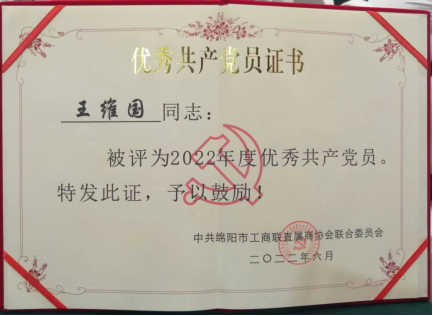 优秀共产党员证书
王维国同志：
被评为2022年度优秀共产党员。
特发此证，予以鼓励！
中共绵阳市工商联直属商协会联合委员会
二〇二二年六月